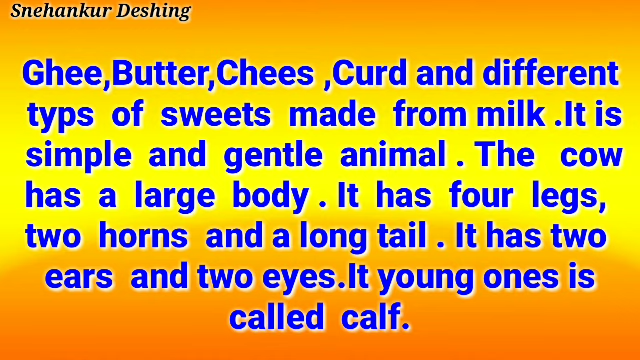 Snehankur Deshing
Ghee,Butter,Chees ,Curd and different
typs of sweets made from milk .It is
simple and gentle animal . The cow
has a large body . It has four legs,
two horns and a long tail . It has two
ears and two eyes.It young ones is
called calf.